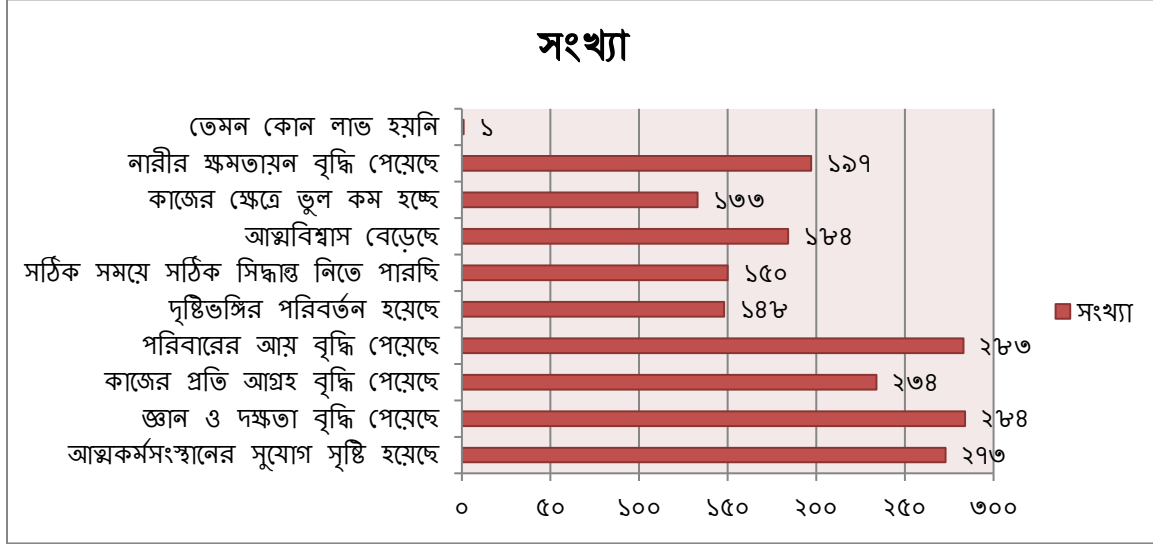 সংখ্যা
তেমন কোন লাভ হয়নি ১
নারীর ক্ষমতায়ন বৃদ্ধি পেয়েছে ১৯৭
কাজের ক্ষেত্রে ভুল কম হচ্ছে ১৩৩
আত্মবিশ্বাস বেড়েছে ১৮৪
সঠিক সময়ে সঠিক সিদ্ধান্ত নিতে পারছি ১৫০
দৃষ্টিভঙ্গির পরিবর্তন হয়েছে ১৪৮
পরিবারের আয় বৃদ্ধি পেয়েছে ২৮৩
কাজের প্রতি আগ্রহ বৃদ্ধি পেয়েছে ২৩৪
জ্ঞান ও দক্ষতা বৃদ্ধি পেয়েছে ২৮৪
আত্মকর্মসংস্থানের সুযোগ সৃষ্টি হয়েছে ২৭৩
০ ৫০ ১০০ ১৫০ ২০০ ২৫০ ৩০০
সংখ্যা